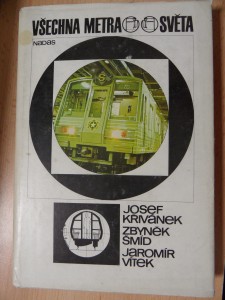 VŠECHNA METRA SVĚTA
NADAS
JOSEF
KŘIVÁNEK
ZBYNĚK
ŠMÍD
JAROMÍR
VÍTEK